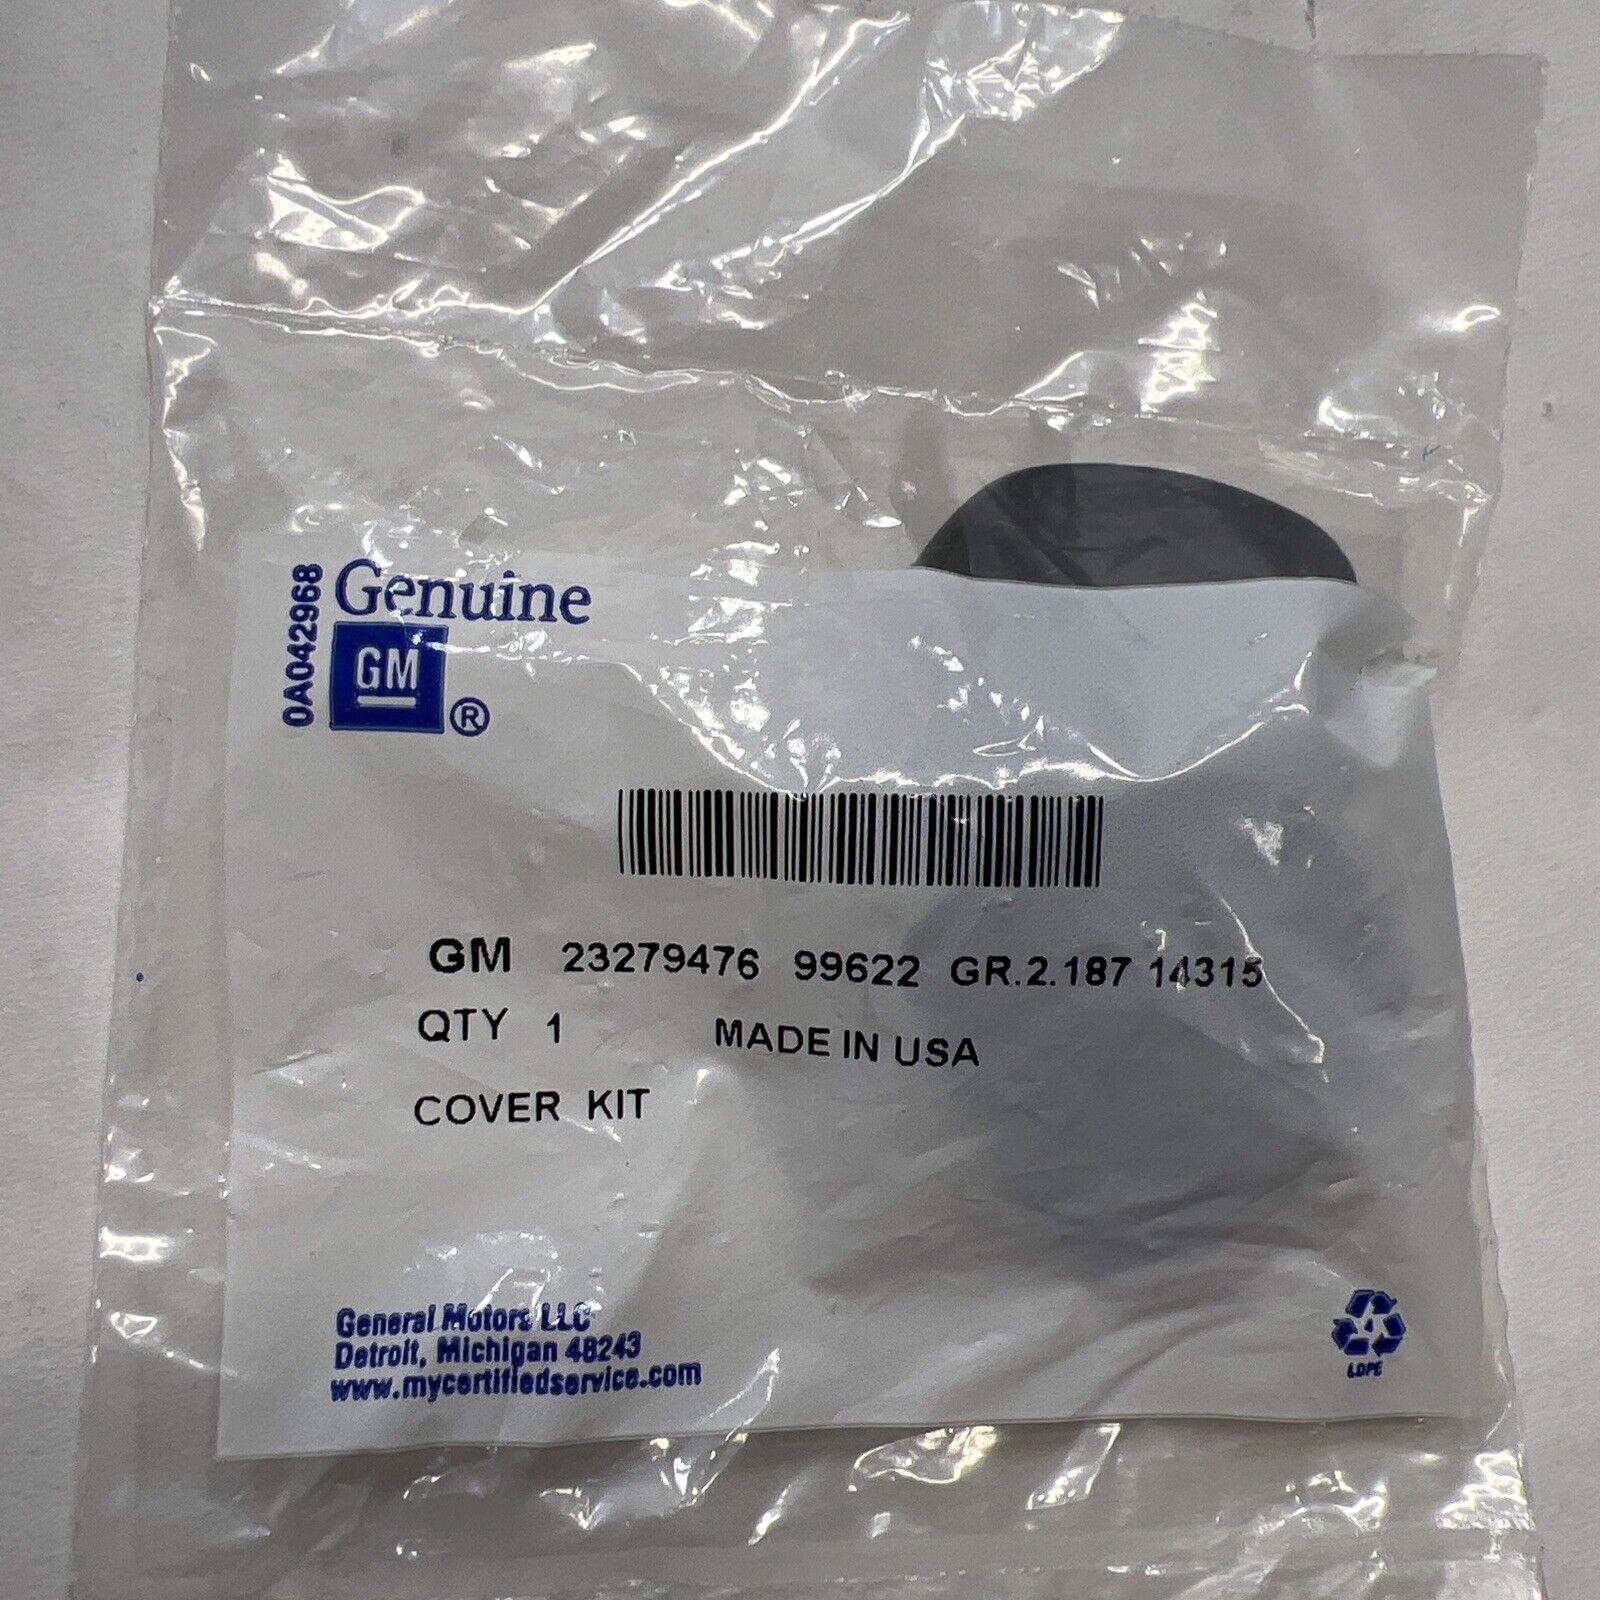 0A042968
Genuine
GM
®
GM 23279476 99622 GR.2.187 14315
QTY 1 MADE IN USA
COVER KIT
General Motors LLC
Detroit, Michigan 48243
www.mycertifiedservice.com
4
LDPE